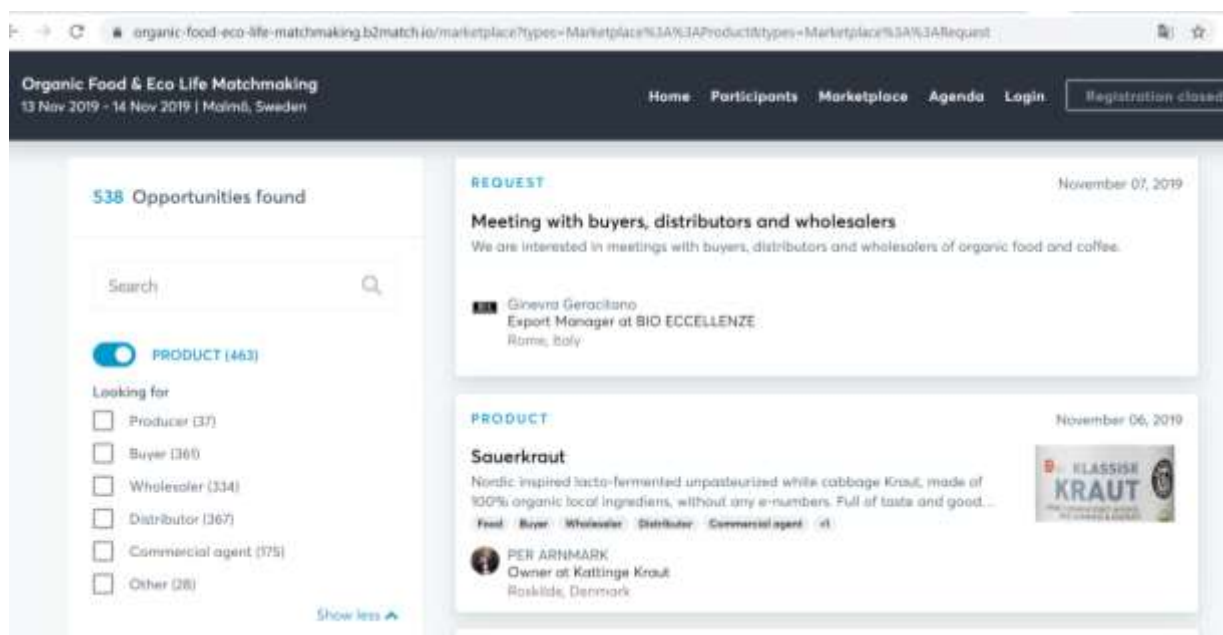 organic-food-eco-life-matchmaking.b2match.io/marketplace?types=Marketplace%3A%3AProduct&types=Marketplace%3A%3ARequest
Organic Food & Eco Life Matchmaking
13 Nov 2019 - 14 Nov 2019 | Malmö, Sweden
Home Participants Marketplace Agenda Login Registration closed
538 Opportunities found
Search
PRODUCT (463)
Looking for
Producer (37)
Buyer (361)
Wholesaler (334)
Distributor (367)
Commercial agent (175)
Other (28)
Show less
REQUEST November 07, 2019
Meeting with buyers, distributors and wholesalers
We are interested in meetings with buyers, distributors and wholesalers of organic food and coffee.
Ginevra Geracitano
Export Manager at BIO ECCELLENZE
Rome, Italy
PRODUCT November 06, 2019
Sauerkraut
Nordic inspired lacto-fermented unpasteurized white cabbage Kraut, made of
100% organic local ingrediens, without any e-numbers. Full of taste and good...
Food Buyer Wholesaler Distributor Commercial agent +1
PER ARNMARK
Owner at Kattinge Kraut
Roskilde, Denmark
KLASSISK
KRAUT